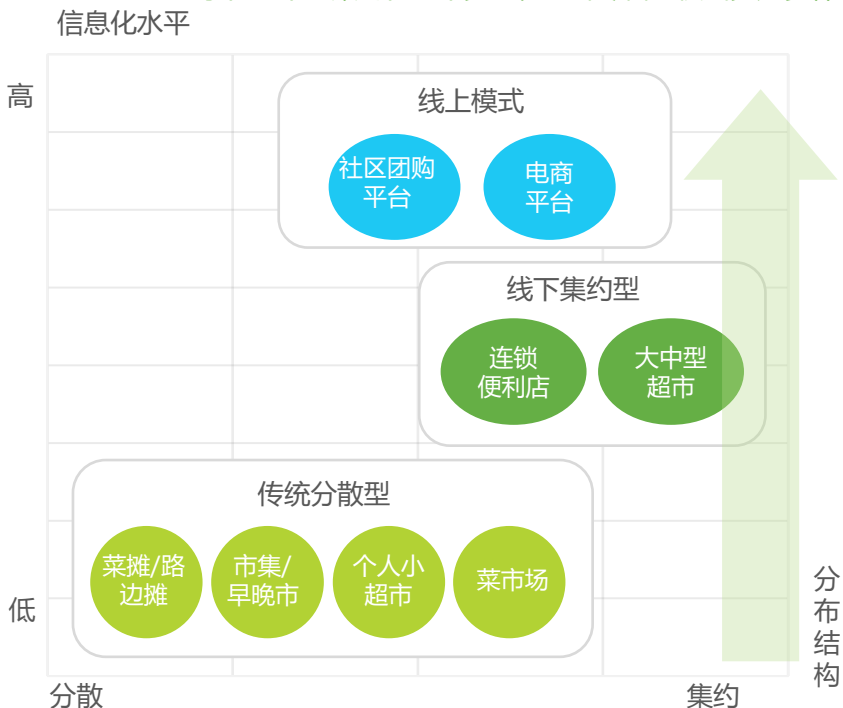 信息化水平
高
线上模式
社区团购
平台
电商
平台
线下集约型
连锁
便利店
大中型
超市
传统分散型
菜摊/路
边摊
市集/
早晚市
个人小
超市
菜市场
低
分散
集约
分布结构